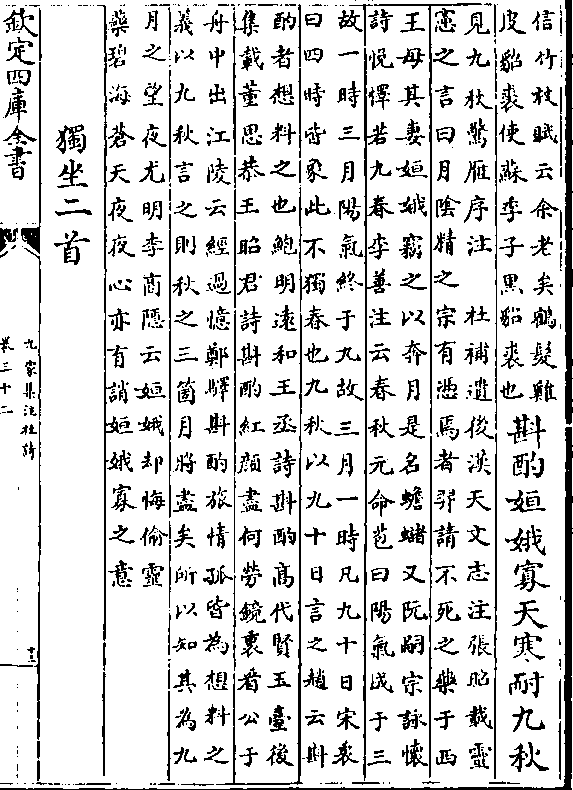 信竹杖賦云余老矣鶴髮雞
皮貂裘使蘇季子黒貂裘也
斟酌姮娥寡天寒耐九秋
見九秋驚雁序注　杜補遺後漢天文志注張昭載靈
憲之言曰月陰精之宗有憑焉者羿請不死之藥于西
王母其妻姮娥竊之以奔月是名蟾蠩又阮嗣宗詠懷
詩悦懌若九春李善注云春秋元命苞曰陽氣成于三
故一時三月陽氣終于九故三月一時凡九十日宋衷
曰四時皆象此不獨春也九秋以九十日言之趙云斟
酌者想料之也鮑明遠和王丞詩斟酌高代賢玉臺後
集載董思恭王昭君詩斟酌紅顔盡何勞鏡裏看公于
舟中出江陵云經過憶鄭驛斟酌旅情孤皆為想料之
義以九秋言之則秋之三箇月將盡矣所以知其為九
月之望夜尤明李商隠云姮娥却悔偷靈
藥碧海蒼天夜夜心亦有誚姮娥寡之意
獨坐二首
欽定四庫全書
九家集注杜詩
卷三十二
十三